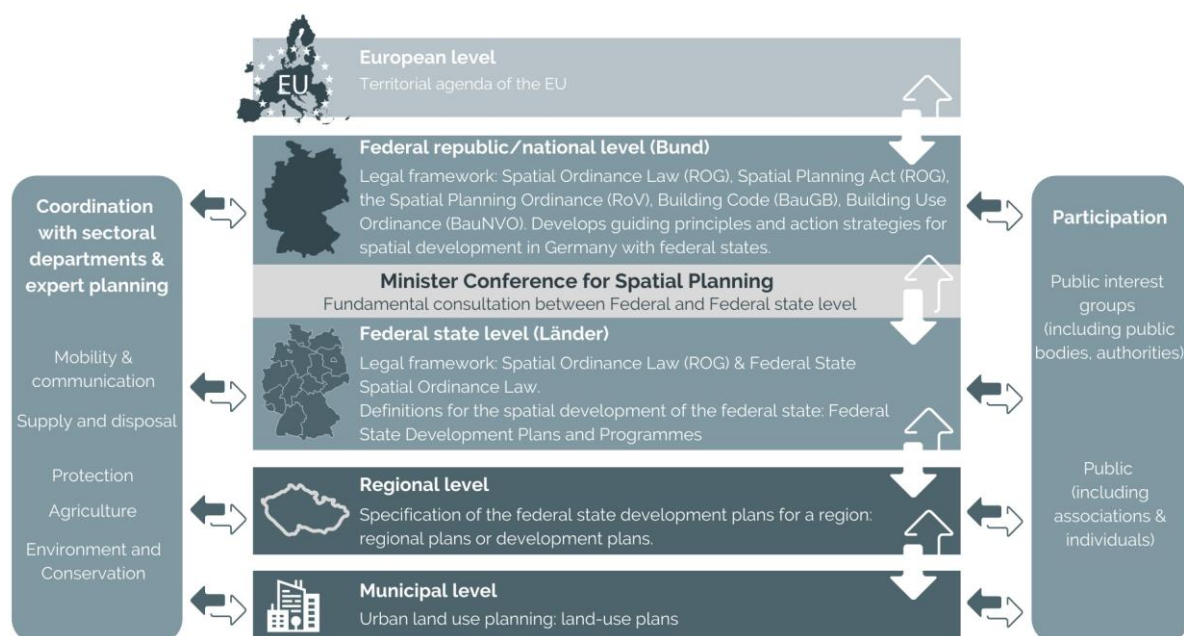 EU
European level
Territorial agenda of the EU
Federal republic/national level (Bund)
Legal framework: Spatial Ordinance Law (ROG), Spatial Planning Act (ROG),
the Spatial Planning Ordinance (RoV), Building Code (BauGB), Building Use
Ordinance (BauNVO). Develops guiding principles and action strategies for
spatial development in Germany with federal states.
Minister Conference for Spatial Planning
Fundamental consultation between Federal and Federal state level
Federal state level (Länder)
Legal framework: Spatial Ordinance Law (ROG) & Federal State
Spatial Ordinance Law.
Definitions for the spatial development of the federal state: Federal
State Development Plans and Programmes
Regional level
Specification of the federal state development plans for a region:
regional plans or development plans.
Municipal level
Urban land use planning: land-use plans
Coordination
with sectoral
departments &
expert planning
Mobility &
communication
Supply and disposal
Protection
Agriculture
Environment and
Conservation
Participation
Public interest
groups
(including public
bodies, authorities)
Public
(including
associations &
individuals)